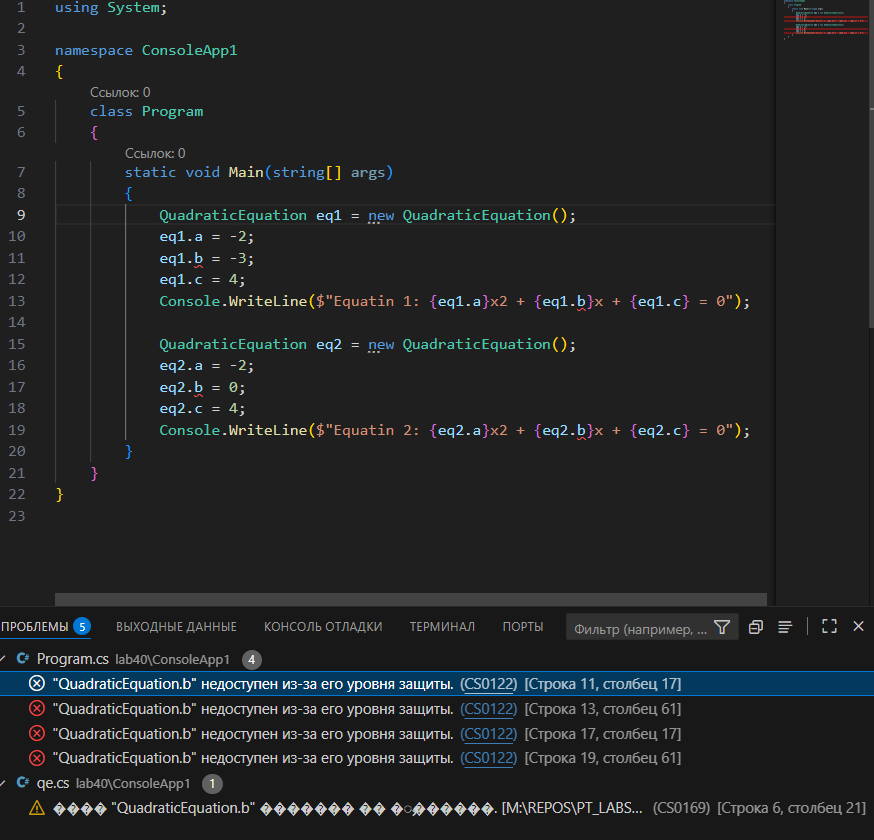 1 using System;
2
3 namespace ConsoleApp1
4 {
Ссылок: 0
5 class Program
6 {
Ссылок: 0
7 static void Main(string[] args)
8 {
9 QuadraticEquation eq1 = new QuadraticEquation();
10 eq1.a = -2;
11 eq1.b = -3;
12 eq1.c = 4;
13 Console.WriteLine($"Equatin 1: {eq1.a}x2 + {eq1.b}x + {eq1.c} = 0");
14
15 QuadraticEquation eq2 = new QuadraticEquation();
16 eq2.a = -2;
17 eq2.b = 0;
18 eq2.c = 4;
19 Console.WriteLine($"Equatin 2: {eq2.a}x2 + {eq2.b}x + {eq2.c} = 0");
20 }
21 }
22 }
23
ПРОБЛЕМЫ 5 ВЫХОДНЫЕ ДАННЫЕ КОНСОЛЬ ОТЛАДКИ ТЕРМИНАЛ ПОРТЫ Фильтр (например, ...
Program.cs lab40\ConsoleApp1 4
"QuadraticEquation.b" недоступен из-за его уровня защиты. (CS0122) [Строка 11, столбец 17]
"QuadraticEquation.b" недоступен из-за его уровня защиты. (CS0122) [Строка 13, столбец 61]
"QuadraticEquation.b" недоступен из-за его уровня защиты. (CS0122) [Строка 17, столбец 17]
"QuadraticEquation.b" недоступен из-за его уровня защиты. (CS0122) [Строка 19, столбец 61]
qe.cs lab40\ConsoleApp1 1
���� "QuadraticEquation.b" ������� �� �������. [M:\REPOS\PT_LABS... (CS0169) [Строка 6, столбец 21]